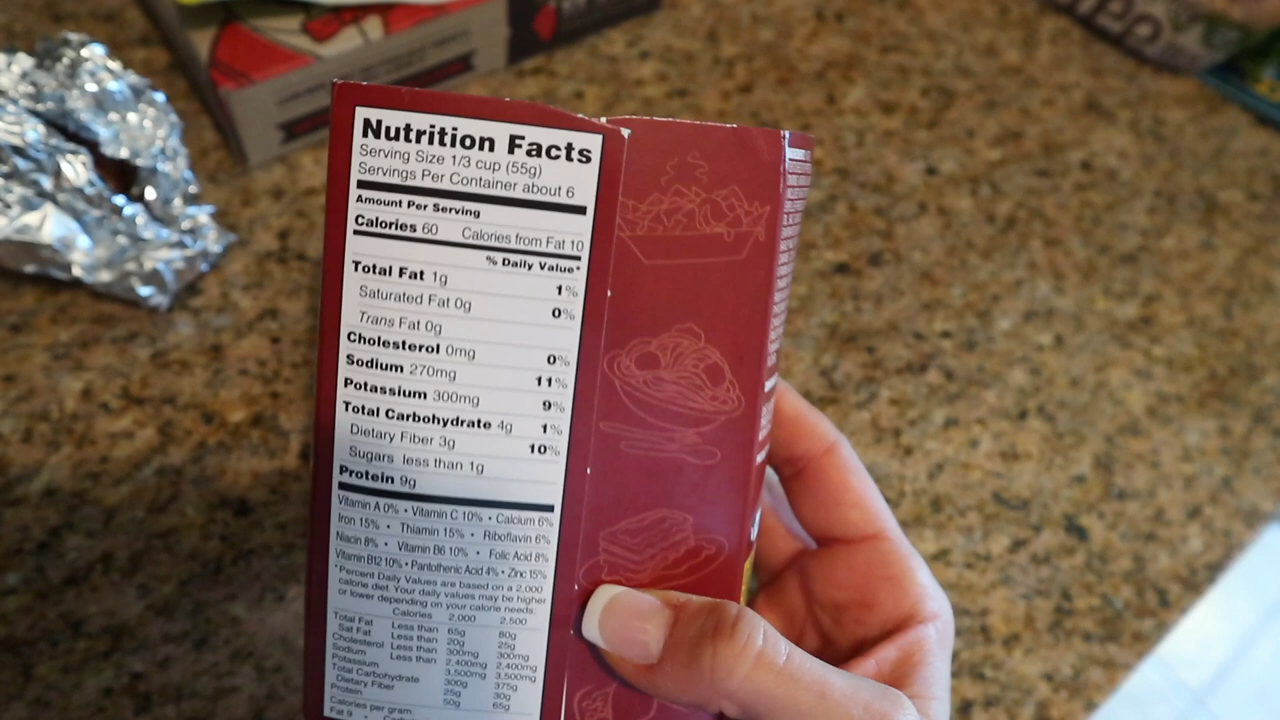 Nutrition Facts
Serving Size 1/3 cup (55g)
Servings Per Container about 6
Amount Per Serving
Calories 60 Calories from Fat 10
% Daily Value*
Total Fat 1g 1%
Saturated Fat 0g 0%
Trans Fat 0g
Cholesterol 0mg 0%
Sodium 270mg 11%
Potassium 300mg 9%
Total Carbohydrate 4g 1%
Dietary Fiber 3g 10%
Sugars less than 1g
Protein 9g
Vitamin A 0% • Vitamin C 10% • Calcium 6%
Iron 15% • Thiamin 15% • Riboflavin 6%
Niacin 8% • Vitamin B6 10% • Folic Acid 8%
Vitamin B12 10% • Pantothenic Acid 4% • Zinc 15%
*Percent Daily Values are based on a 2,000
calorie diet. Your daily values may be higher
or lower depending on your calorie needs:
Calories 2,000 2,500
Total Fat Less than 65g 80g
Sat Fat Less than 20g 25g
Cholesterol Less than 300mg 300mg
Sodium Less than 2,400mg 2,400mg
Potassium 3,500mg 3,500mg
Total Carbohydrate 300g 375g
Dietary Fiber 25g 30g
Protein 50g 65g
Calories per gram:
Fat 9 •